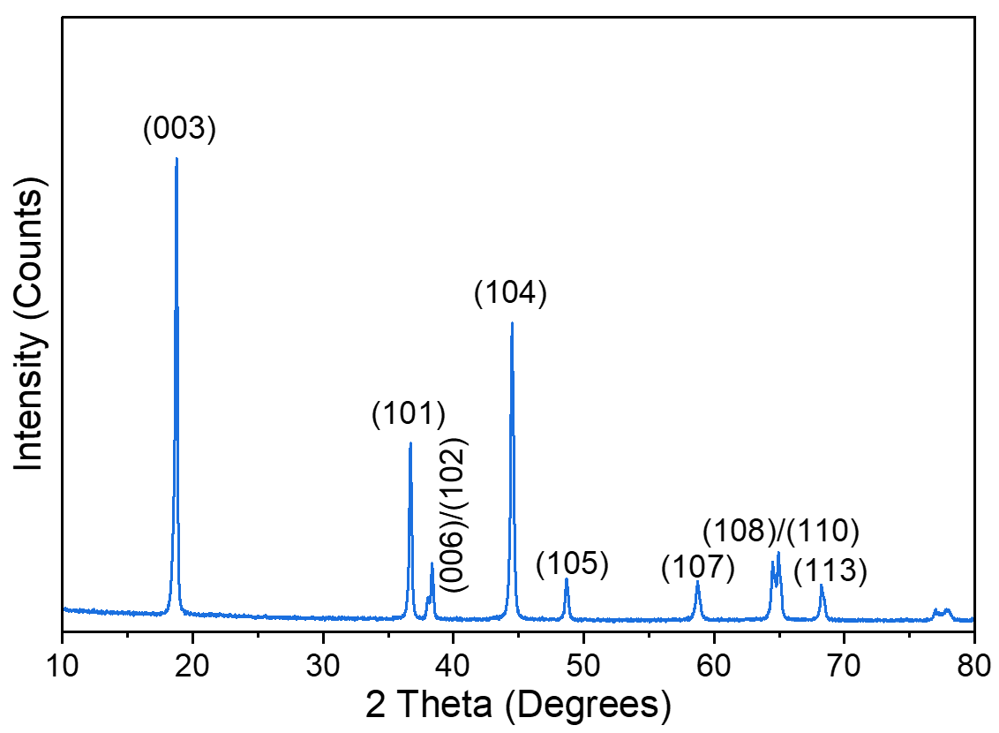 (003)
(104)
(101)
(006)/(102)
(108)/(110)
(105)
(107)
(113)
Intensity (Counts)
10 20 30 40 50 60 70 80
2 Theta (Degrees)